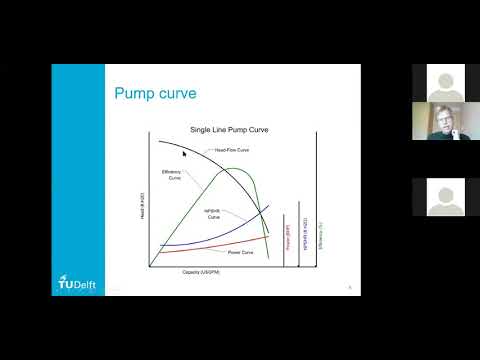 Pump curve
Single Line Pump Curve
Head-Flow Curve
Efficiency
Curve
NPSHR
Curve
Power Curve
Head (ft H2O)
Capacity (USGPM)
Power (BHP)
NPSHR (ft H2O)
Efficiency (%)
TUDelft